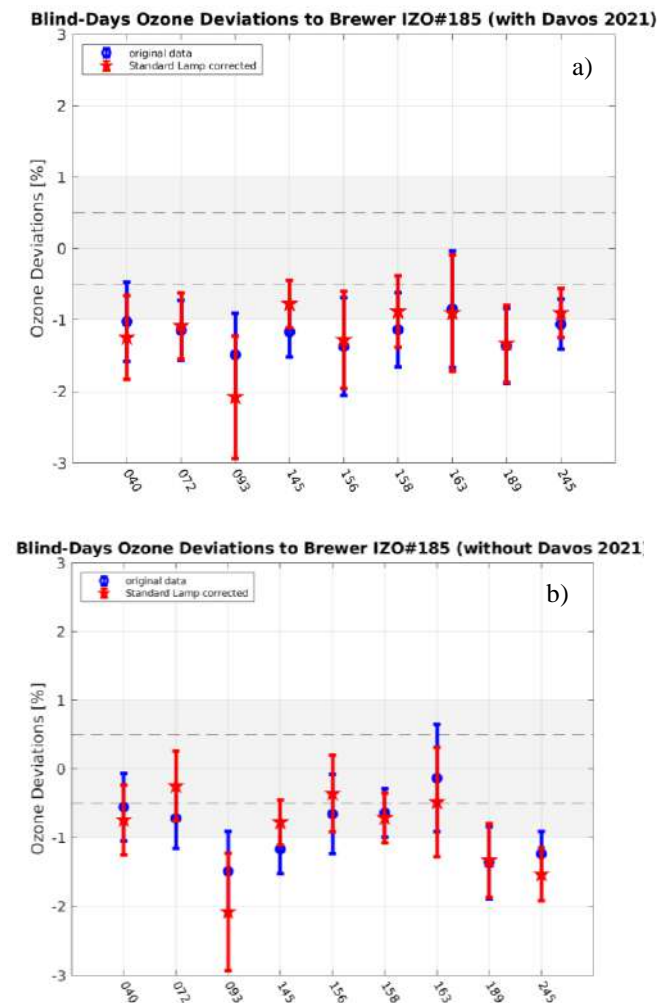 Blind-Days Ozone Deviations to Brewer IZO#185 (with Davos 2021)
3
original data
Standard Lamp corrected
a)
2
1
0
-1
-2
-3
Ozone Deviations [%]
040 072 093 145 156 158 163 189 245
Blind-Days Ozone Deviations to Brewer IZO#185 (without Davos 2021)
3
original data
Standard Lamp corrected
b)
2
1
0
-1
-2
-3
Ozone Deviations [%]
040 072 093 145 156 158 163 189 245